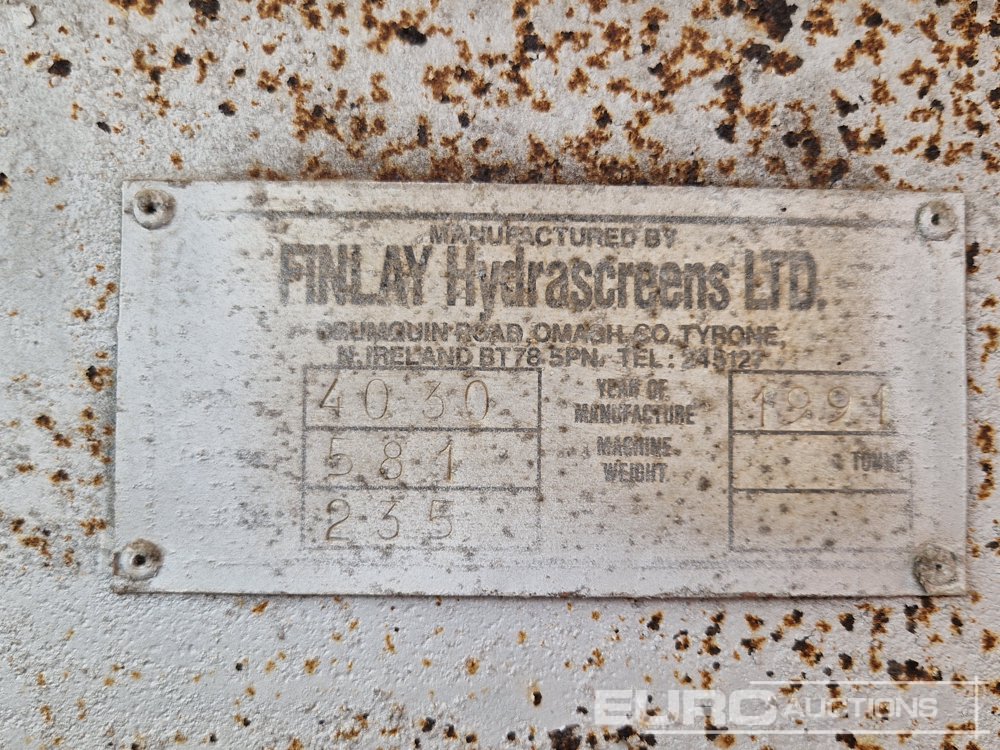 MANUFACTURED BY
FINLAY Hydrascreens LTD.
DRUMQUIN ROAD, OMAGH, CO. TYRONE,
N. IRELAND BT78 5PN. TEL: 245127
4030 YEAR OF MANUFACTURE 1991
581 MACHINE WEIGHT TONNE
235
EURO AUCTIONS